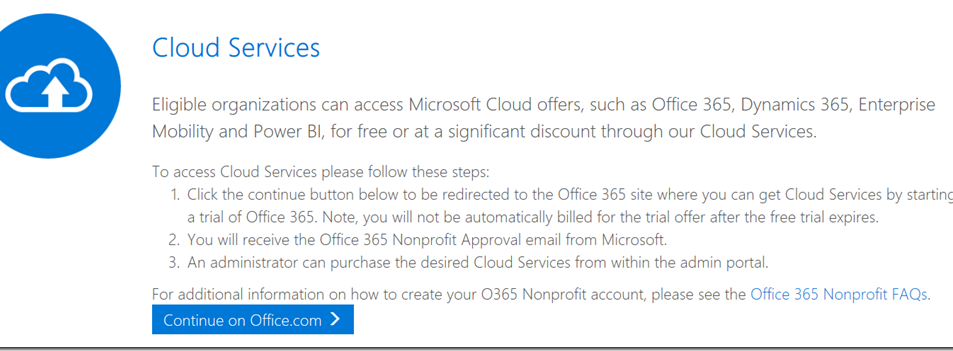 Cloud Services
Eligible organizations can access Microsoft Cloud offers, such as Office 365, Dynamics 365, Enterprise
Mobility and Power BI, for free or at a significant discount through our Cloud Services.
To access Cloud Services please follow these steps:
1. Click the continue button below to be redirected to the Office 365 site where you can get Cloud Services by starting
a trial of Office 365. Note, you will not be automatically billed for the trial offer after the free trial expires.
2. You will receive the Office 365 Nonprofit Approval email from Microsoft.
3. An administrator can purchase the desired Cloud Services from within the admin portal.
For additional information on how to create your O365 Nonprofit account, please see the Office 365 Nonprofit FAQs.
Continue on Office.com